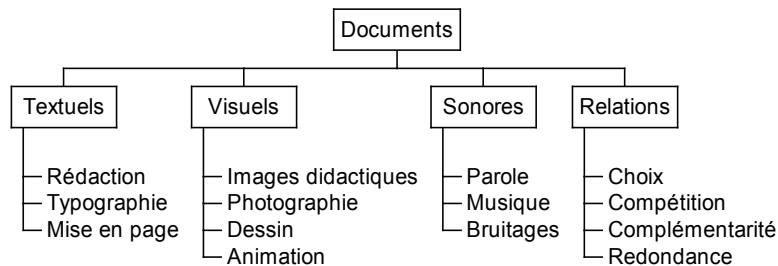 Documents
Textuels
Rédaction
Typographie
Mise en page
Visuels
Images didactiques
Photographie
Dessin
Animation
Sonores
Parole
Musique
Bruitages
Relations
Choix
Compétition
Complémentarité
Redondance